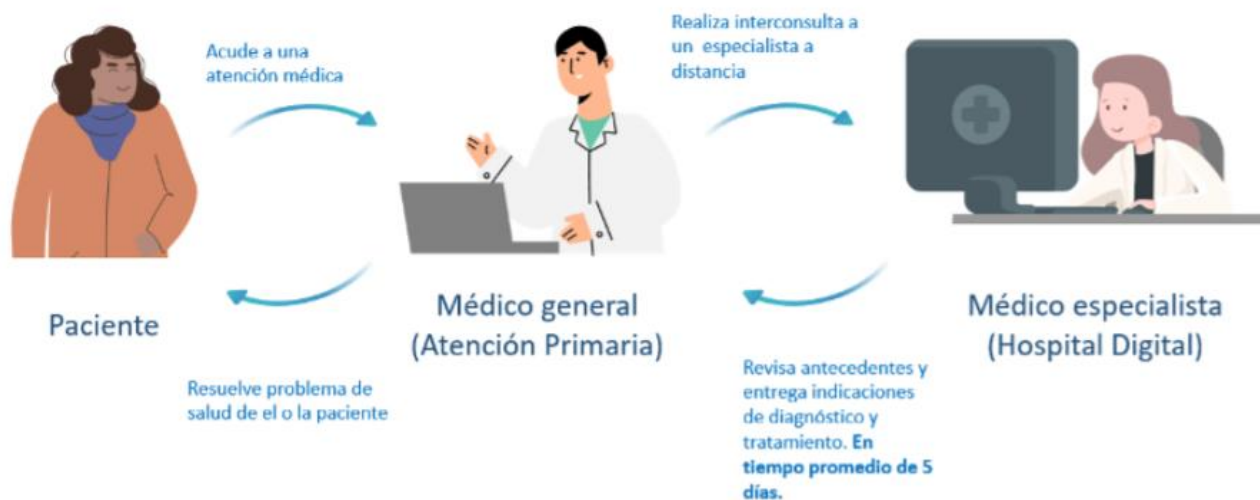 Acude a una
atención médica
Realiza interconsulta a
un especialista a
distancia
Paciente
Médico general
(Atención Primaria)
Médico especialista
(Hospital Digital)
Resuelve problema de
salud de el o la paciente
Revisa antecedentes y
entrega indicaciones
de diagnóstico y
tratamiento. En
tiempo promedio de 5
días.